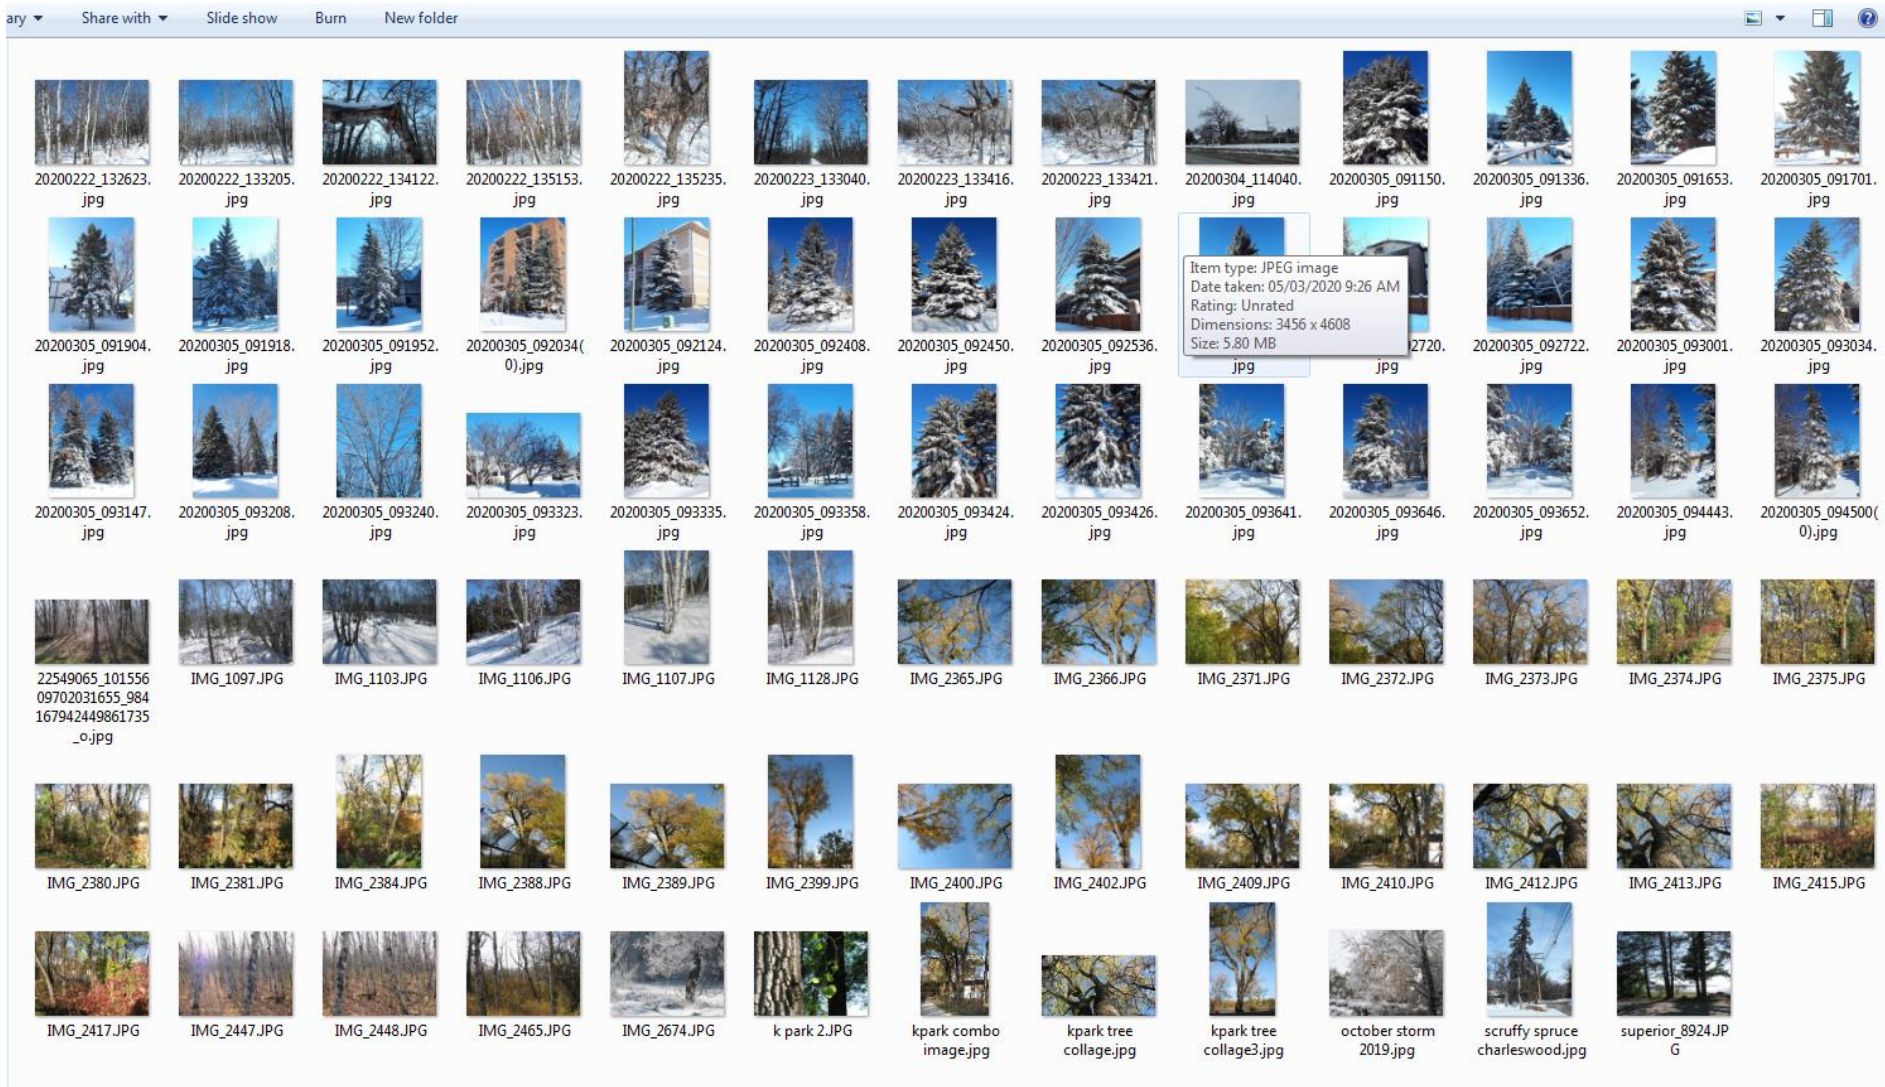 ary Share with Slide show Burn New folder
20200222_132623. 20200222_133205. 20200222_134122. 20200222_135153. 20200222_135235. 20200223_133040. 20200223_133416. 20200223_133421. 20200304_114040. 20200305_091150. 20200305_091336. 20200305_091653. 20200305_091701.
jpg jpg jpg jpg jpg jpg jpg jpg jpg jpg jpg jpg jpg
Item type: JPEG image
Date taken: 05/03/2020 9:26 AM
Rating: Unrated
Dimensions: 3456 x 4608
Size: 5.80 MB
20200305_091904. 20200305_091918. 20200305_091952. 20200305_092034( 20200305_092124. 20200305_092408. 20200305_092450. 20200305_092536. 2720. 20200305_092722. 20200305_093001. 20200305_093034.
jpg jpg jpg 0).jpg jpg jpg jpg jpg jpg jpg jpg jpg jpg
20200305_093147. 20200305_093208. 20200305_093240. 20200305_093323. 20200305_093335. 20200305_093358. 20200305_093424. 20200305_093426. 20200305_093641. 20200305_093646. 20200305_093652. 20200305_094443. 20200305_094500(
jpg jpg jpg jpg jpg jpg jpg jpg jpg jpg jpg jpg 0).jpg
22549065_101556 IMG_1097.JPG IMG_1103.JPG IMG_1106.JPG IMG_1107.JPG IMG_1128.JPG IMG_2365.JPG IMG_2366.JPG IMG_2371.JPG IMG_2372.JPG IMG_2373.JPG IMG_2374.JPG IMG_2375.JPG
09702031655_984
167942449861735
_o.jpg
IMG_2380.JPG IMG_2381.JPG IMG_2384.JPG IMG_2388.JPG IMG_2389.JPG IMG_2399.JPG IMG_2400.JPG IMG_2402.JPG IMG_2409.JPG IMG_2410.JPG IMG_2412.JPG IMG_2413.JPG IMG_2415.JPG
IMG_2417.JPG IMG_2447.JPG IMG_2448.JPG IMG_2465.JPG IMG_2674.JPG k park 2.JPG kpark combo kpark tree kpark tree october storm scruffy spruce superior_8924.JP
image.jpg collage.jpg collage3.jpg 2019.jpg charleswood.jpg G